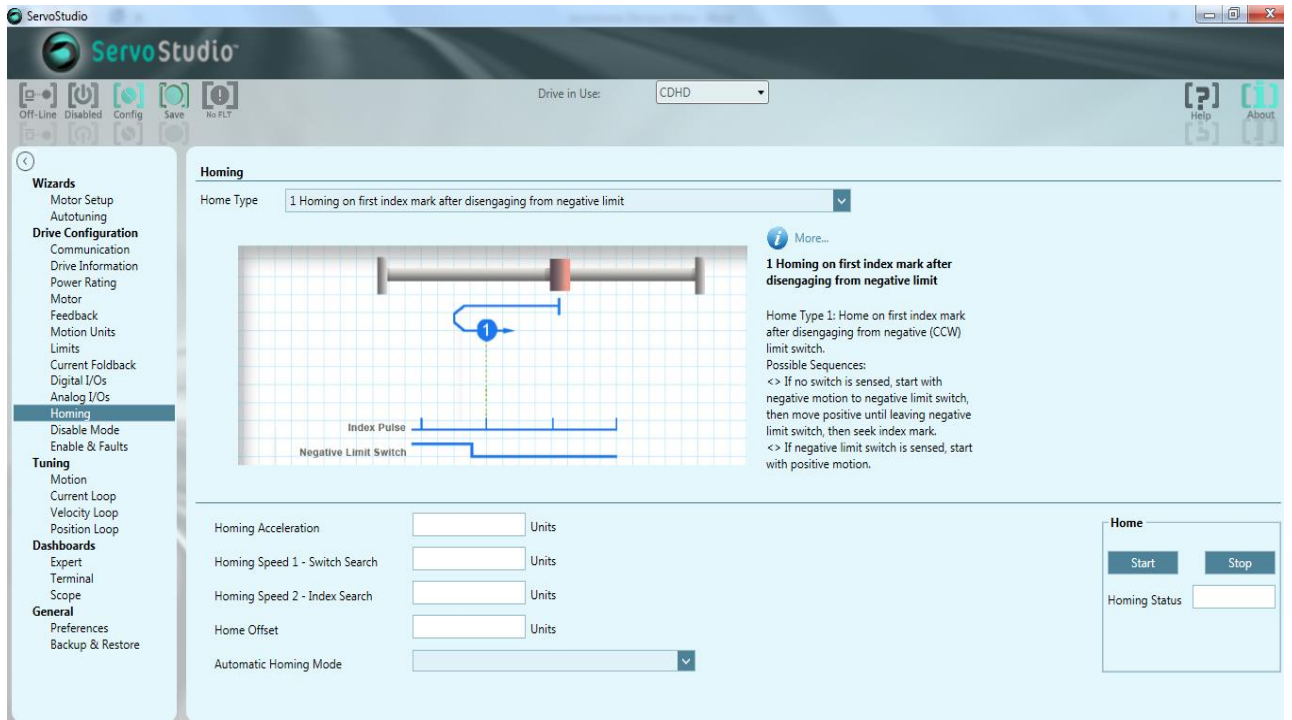 ServoStudio
ServoStudio™
Off-Line
Disabled
Config
Save
No FLT
Drive in Use:
CDHD
Help
About
Wizards
Motor Setup
Autotuning
Drive Configuration
Communication
Drive Information
Power Rating
Motor
Feedback
Motion Units
Limits
Current Foldback
Digital I/Os
Analog I/Os
Homing
Disable Mode
Enable & Faults
Tuning
Motion
Current Loop
Velocity Loop
Position Loop
Dashboards
Expert
Terminal
Scope
General
Preferences
Backup & Restore
Homing
Home Type
1 Homing on first index mark after disengaging from negative limit
1
Index Pulse
Negative Limit Switch
More...
1 Homing on first index mark after
disengaging from negative limit
Home Type 1: Home on first index mark
after disengaging from negative (CCW)
limit switch.
Possible Sequences:
<> If no switch is sensed, start with
negative motion to negative limit switch,
then move positive until leaving negative
limit switch, then seek index mark.
<> If negative limit switch is sensed, start
with positive motion.
Homing Acceleration
Units
Homing Speed 1 - Switch Search
Units
Homing Speed 2 - Index Search
Units
Home Offset
Units
Automatic Homing Mode
Home
Start
Stop
Homing Status